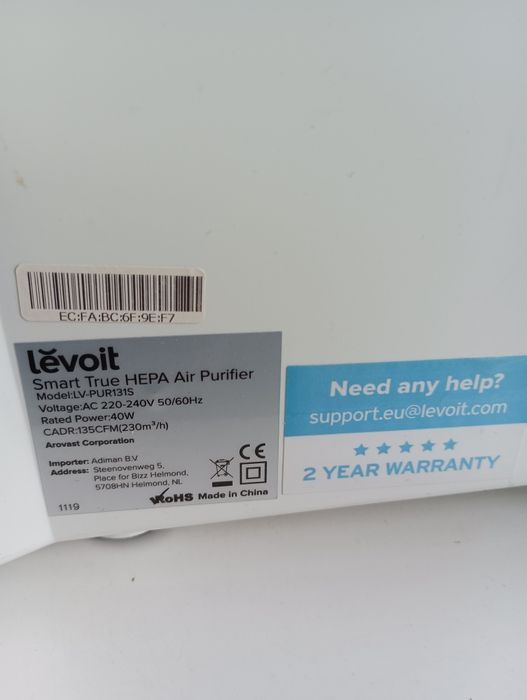 EC:FA:BC:6F:9E:F7
levoit
Smart True HEPA Air Purifier
Model:LV-PUR131S
Voltage:AC 220-240V 50/60Hz
Rated Power:40W
CADR:135CFM(230m³/h)
Arovast Corporation
Importer: Adiman B.V.
Address: Steenovenweg 5,
Place for Bizz Helmond,
5708HN Helmond, NL
CE
RoHS Made in China
1119
Need any help?
support.eu@levoit.com
2 YEAR WARRANTY